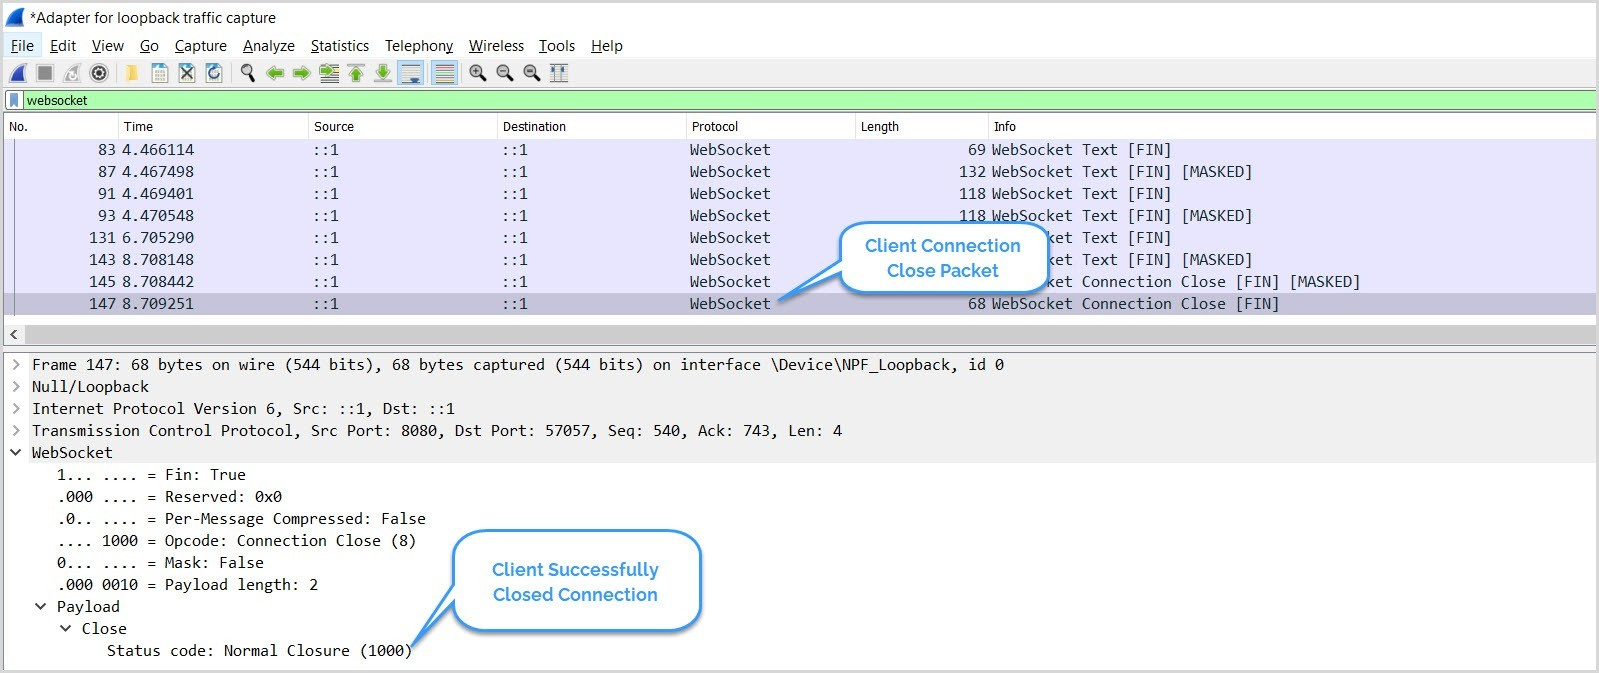 *Adapter for loopback traffic capture
File Edit View Go Capture Analyze Statistics Telephony Wireless Tools Help
websocket
No. Time Source Destination Protocol Length Info
83 4.466114 ::1 ::1 WebSocket 69 WebSocket Text [FIN]
87 4.467498 ::1 ::1 WebSocket 132 WebSocket Text [FIN] [MASKED]
91 4.469401 ::1 ::1 WebSocket 118 WebSocket Text [FIN]
93 4.470548 ::1 ::1 WebSocket 118 WebSocket Text [FIN] [MASKED]
131 6.705290 ::1 ::1 WebSocket ket Text [FIN]
143 8.708148 ::1 ::1 WebSocket ket Text [FIN] [MASKED]
145 8.708442 ::1 ::1 WebSocket ket Connection Close [FIN] [MASKED]
147 8.709251 ::1 ::1 WebSocket 68 WebSocket Connection Close [FIN]
Client Connection
Close Packet
Frame 147: 68 bytes on wire (544 bits), 68 bytes captured (544 bits) on interface \Device\NPF_Loopback, id 0
Null/Loopback
Internet Protocol Version 6, Src: ::1, Dst: ::1
Transmission Control Protocol, Src Port: 8080, Dst Port: 57057, Seq: 540, Ack: 743, Len: 4
WebSocket
1... .... = Fin: True
.000 .... = Reserved: 0x0
.0.. .... = Per-Message Compressed: False
.... 1000 = Opcode: Connection Close (8)
0... .... = Mask: False
.000 0010 = Payload length: 2
Payload
Close
Status code: Normal Closure (1000)
Client Successfully
Closed Connection